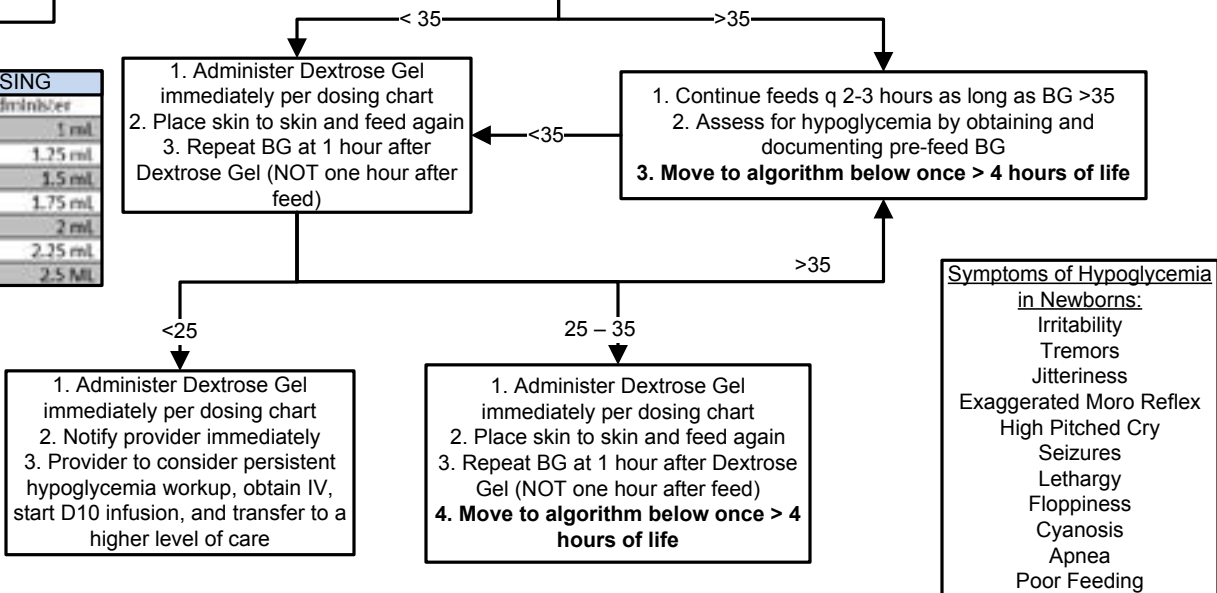 < 35
>35
SING
dminister
1 mL
1.25 mL
1.5 mL
1.75 mL
2 mL
2.25 mL
2.5 ML
1. Administer Dextrose Gel
immediately per dosing chart
2. Place skin to skin and feed again
3. Repeat BG at 1 hour after
Dextrose Gel (NOT one hour after
feed)
<35
1. Continue feeds q 2-3 hours as long as BG >35
2. Assess for hypoglycemia by obtaining and
documenting pre-feed BG
3. Move to algorithm below once > 4 hours of life
>35
<25
25 – 35
1. Administer Dextrose Gel
immediately per dosing chart
2. Notify provider immediately
3. Provider to consider persistent
hypoglycemia workup, obtain IV,
start D10 infusion, and transfer to a
higher level of care
1. Administer Dextrose Gel
immediately per dosing chart
2. Place skin to skin and feed again
3. Repeat BG at 1 hour after Dextrose
Gel (NOT one hour after feed)
4. Move to algorithm below once > 4
hours of life
Symptoms of Hypoglycemia
in Newborns:
Irritability
Tremors
Jitteriness
Exaggerated Moro Reflex
High Pitched Cry
Seizures
Lethargy
Floppiness
Cyanosis
Apnea
Poor Feeding